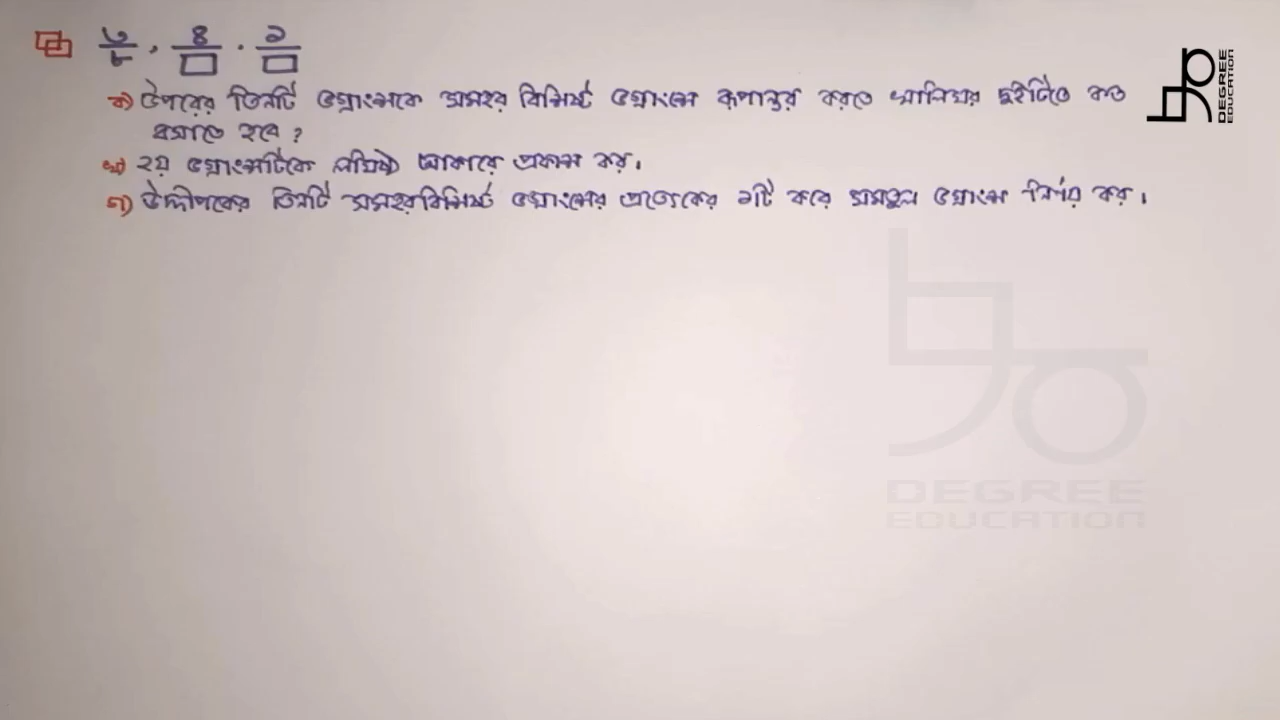 ৩/৮ , ৪/□ , ৯/□
ক) উপরের তিনটি ভগ্নাংশকে সমহর বিশিষ্ট ভগ্নাংশে রূপান্তর করতে খালিঘর দুইটিতে কত
বসাতে হবে ?
খ) ২য় ভগ্নাংশটিকে লঘিষ্ঠ আকারে প্রকাশ কর।
গ) উদ্দীপকের তিনটি সমহরবিশিষ্ট ভগ্নাংশের প্রত্যেকের ৯টি করে সমতুল ভগ্নাংশ নির্ণয় কর।
DEGREE
EDUCATION
DEGREE
EDUCATION